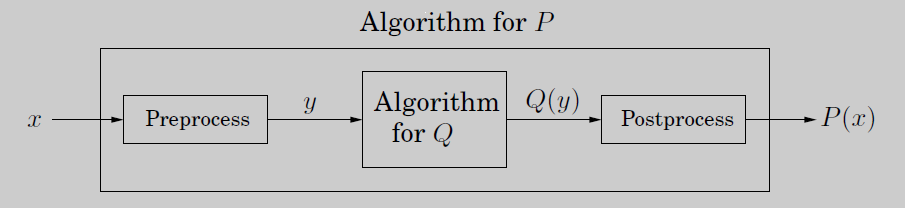 Algorithm for P
x
Preprocess
y
Algorithm
for Q
Q(y)
Postprocess
P(x)